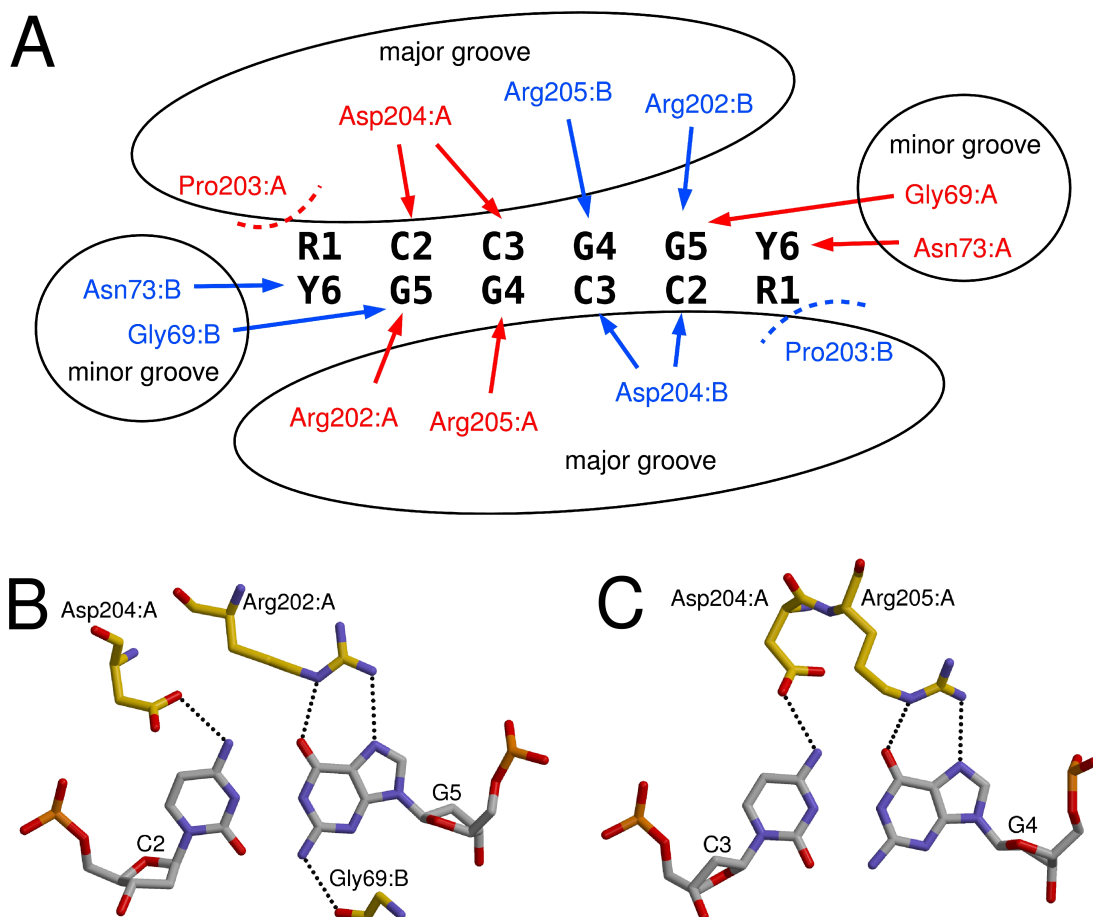 A
major groove
Arg205:B
Arg202:B
Asp204:A
minor groove
Pro203:A
Gly69:A
R1 C2 C3 G4 G5 Y6
Asn73:A
Asn73:B
Y6 G5 G4 C3 C2 R1
Gly69:B
Pro203:B
minor groove
Asp204:B
Arg202:A
Arg205:A
major groove
B
Asp204:A
Arg202:A
G5
C2
Gly69:B
C
Asp204:A
Arg205:A
C3
G4